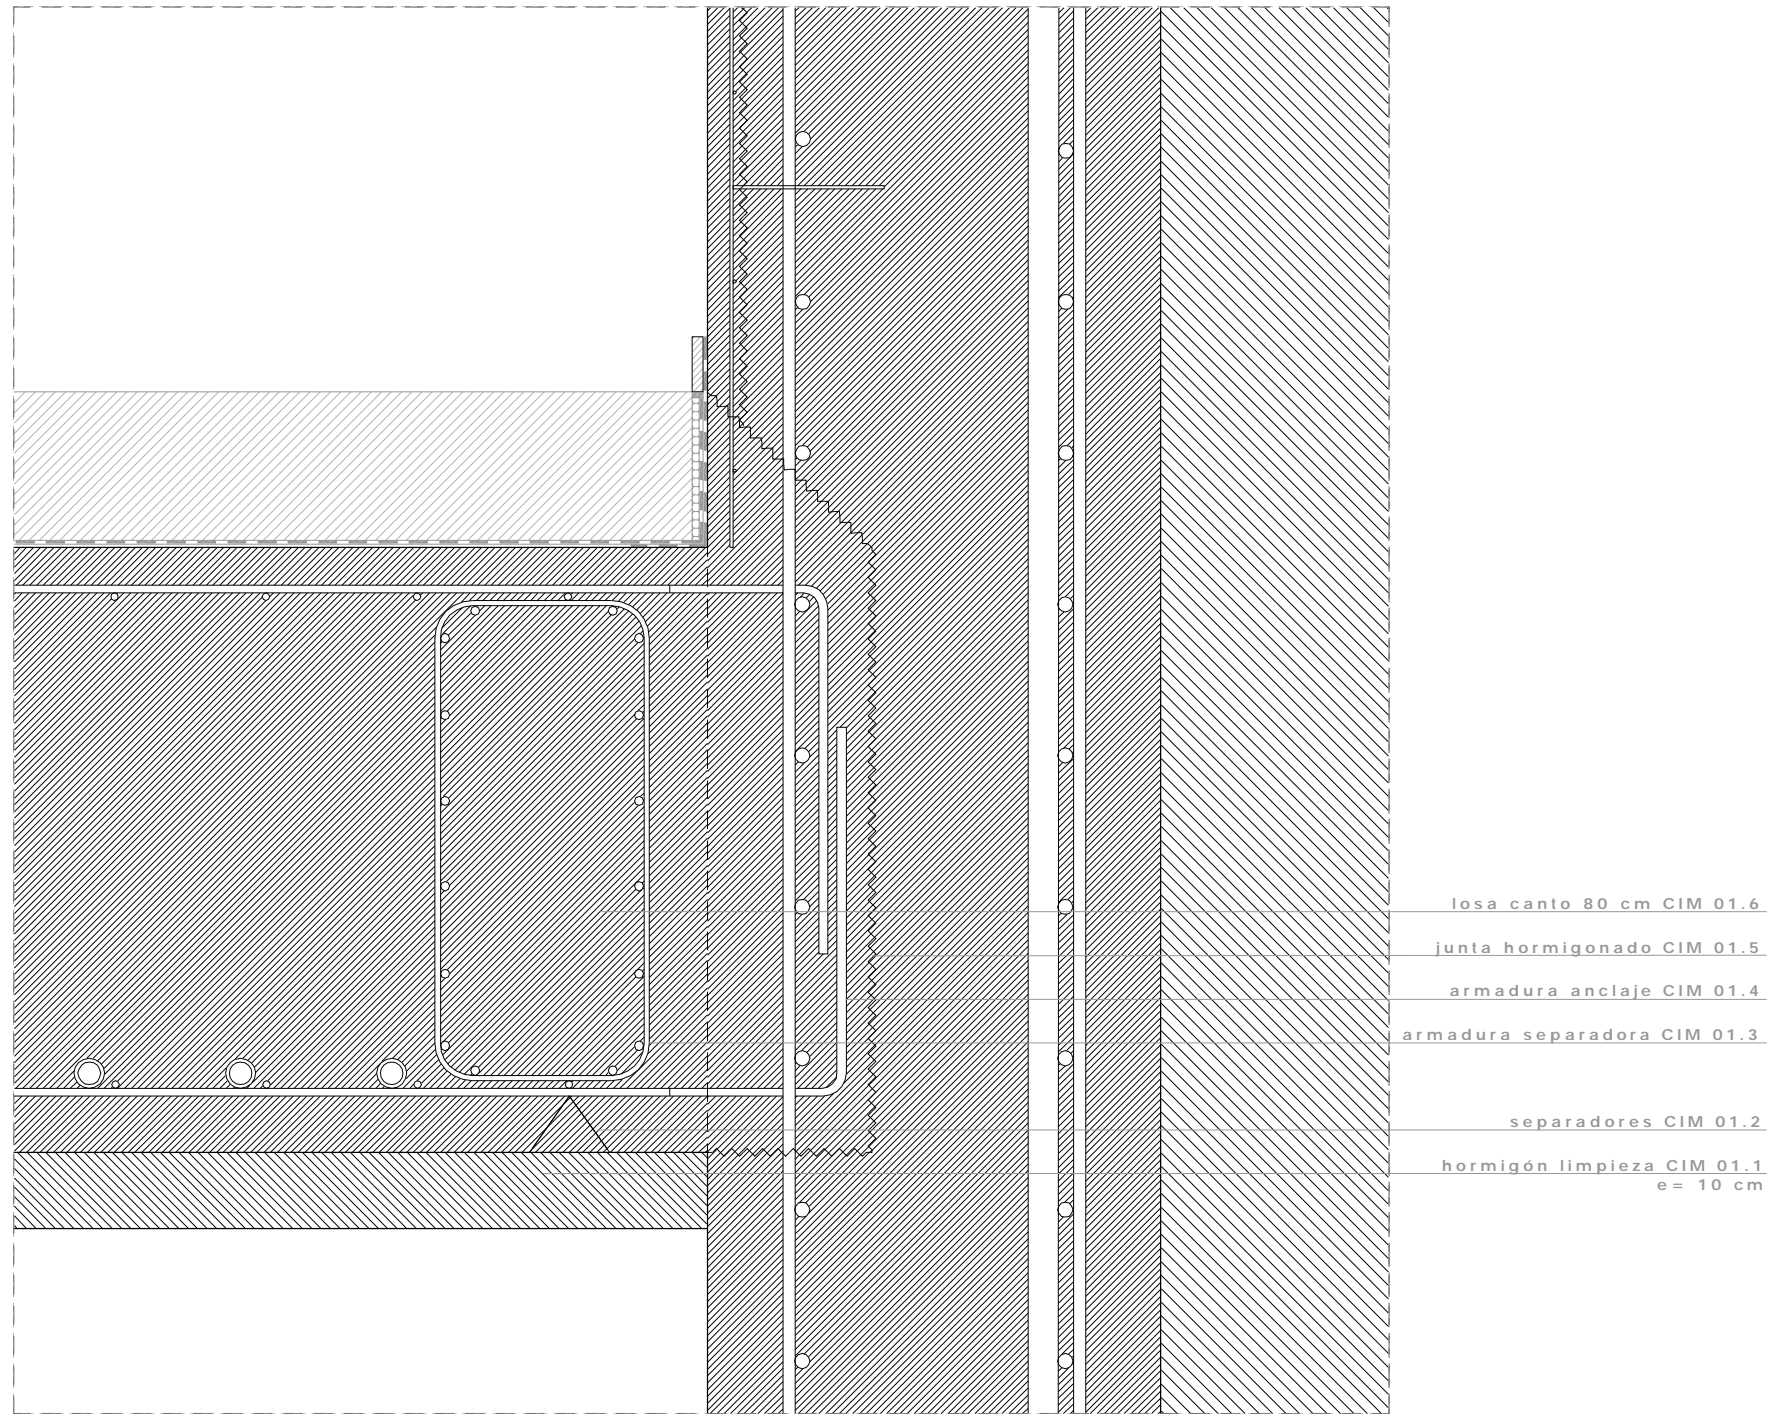 losa canto 80 cm CIM 01.6
junta hormigonado CIM 01.5
armadura anclaje CIM 01.4
armadura separadora CIM 01.3
separadores CIM 01.2
hormigón limpieza CIM 01.1
e= 10 cm